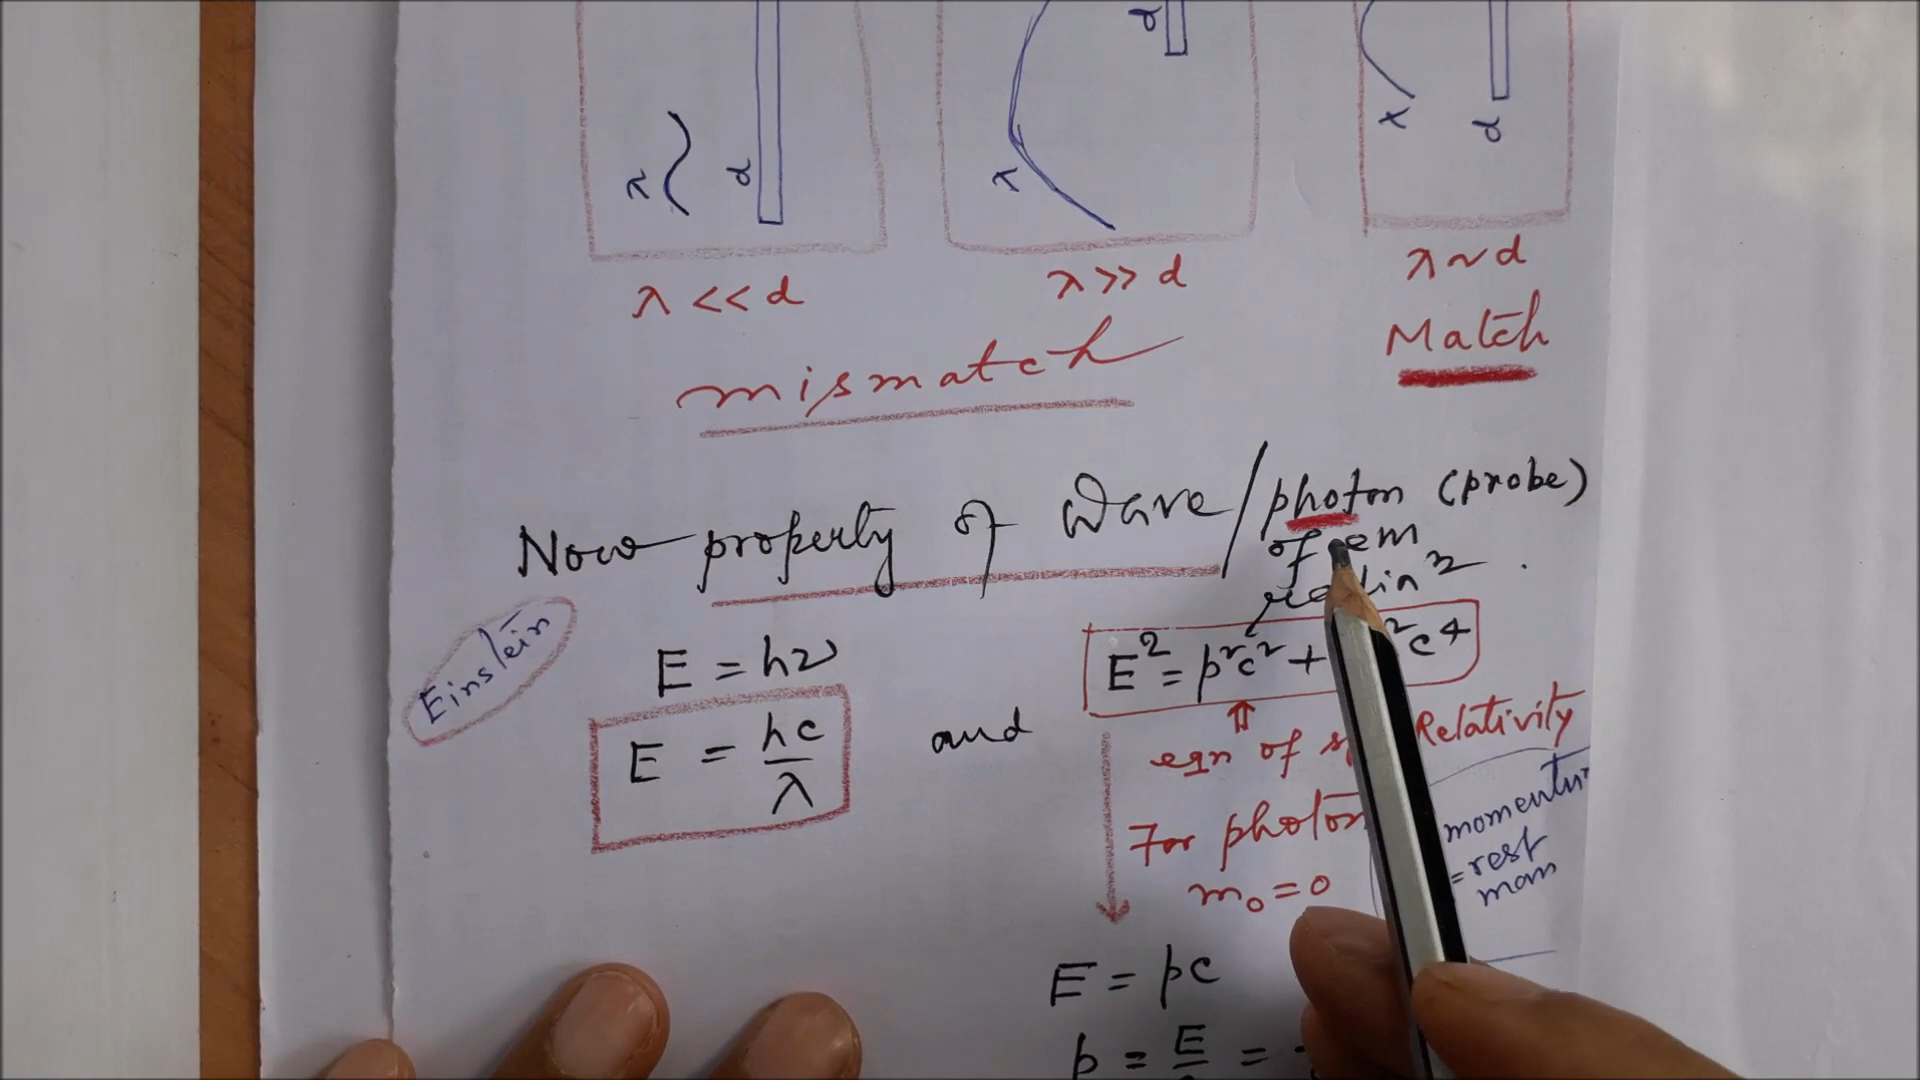 λ d
λ d
λ d
λ << d
λ >> d
λ ~ d
mismatch
Match
Now property of Wave/photon (probe)
of em
Einstein
E = hν
E² = p²c² + ²c⁴
E = hc/λ
and
eqn of Relativity
For photon
m₀ = 0
momentum
= rest
mass
E = pc
p = E
=